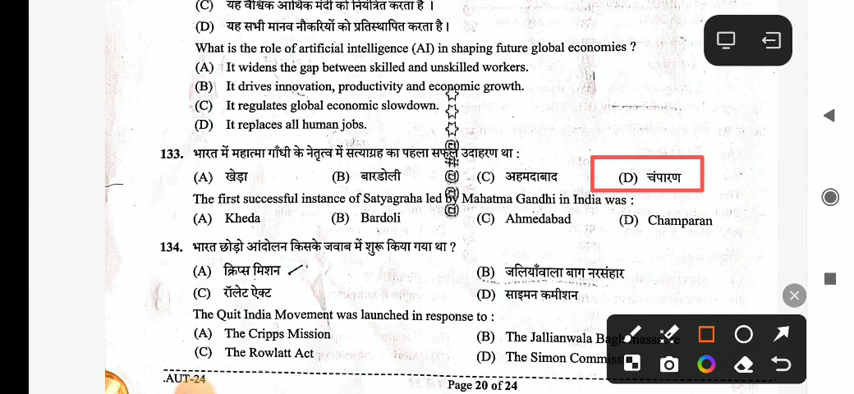 (C) यह वैश्विक आर्थिक मंदी को नियंत्रित करता है ।
(D) यह सभी मानव नौकरियों को प्रतिस्थापित करता है ।
What is the role of artificial intelligence (AI) in shaping future global economies ?
(A) It widens the gap between skilled and unskilled workers.
(B) It drives innovation, productivity and economic growth.
(C) It regulates global economic slowdown.
(D) It replaces all human jobs.
133. भारत में महात्मा गाँधी के नेतृत्व में सत्याग्रह का पहला सफल उदाहरण था :
(A) खेड़ा (B) बारडोली (C) अहमदाबाद (D) चंपारण
The first successful instance of Satyagraha led by Mahatma Gandhi in India was :
(A) Kheda (B) Bardoli (C) Ahmedabad (D) Champaran
134. भारत छोड़ो आंदोलन किसके जवाब में शुरू किया गया था ?
(A) क्रिप्स मिशन (B) जलियाँवाला बाग नरसंहार
(C) रॉलेट ऐक्ट (D) साइमन कमीशन
The Quit India Movement was launched in response to :
(A) The Cripps Mission (B) The Jallianwala Bagh massacre
(C) The Rowlatt Act (D) The Simon
.AUT-24 Page 20 of 24